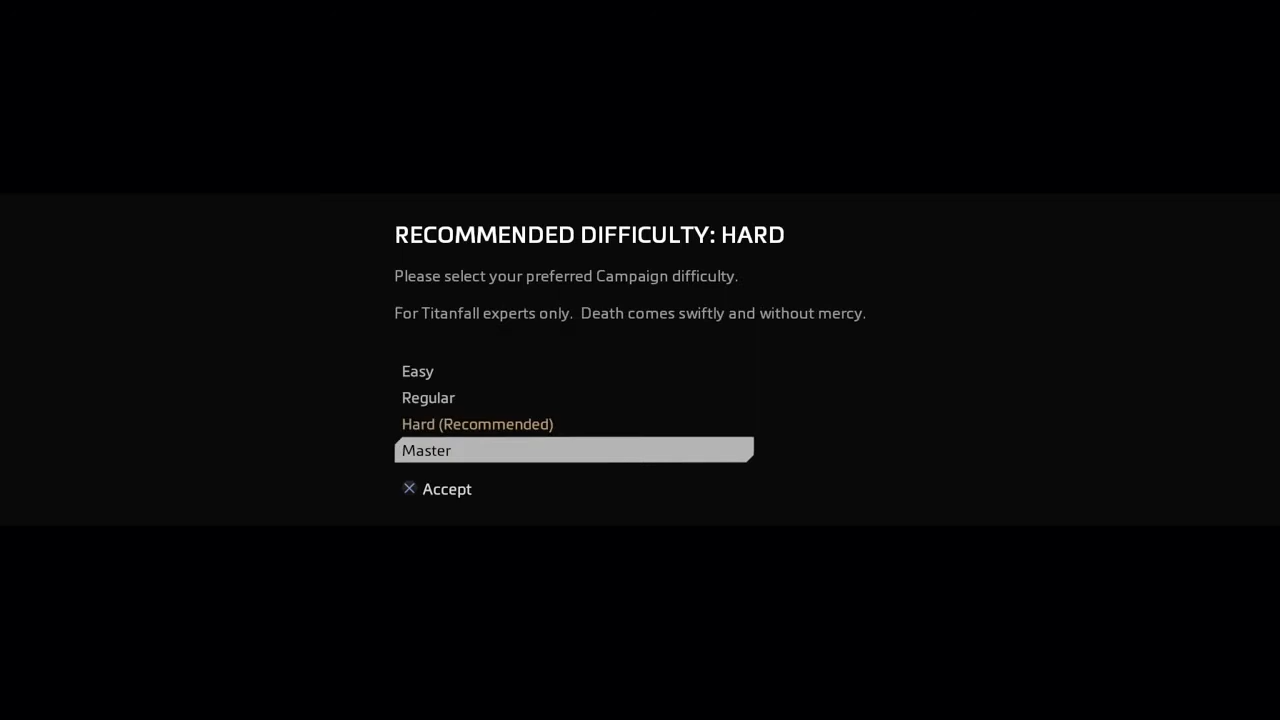 RECOMMENDED DIFFICULTY: HARD
Please select your preferred Campaign difficulty.
For Titanfall experts only.  Death comes swiftly and without mercy.
Easy
Regular
Hard (Recommended)
Master
Accept